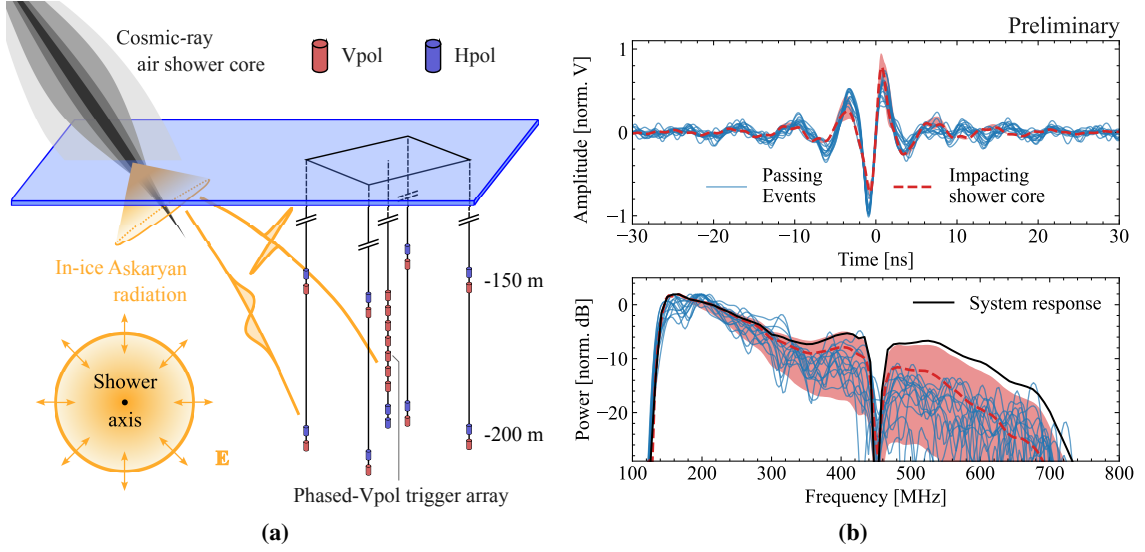 Cosmic-ray
air shower core
Vpol
Hpol
In-ice Askaryan
radiation
-150 m
Shower
axis
E
-200 m
Phased-Vpol trigger array
(a)
Preliminary
Amplitude [norm. V]
1
0
−1
Passing
Events
Impacting
shower core
−30
−20
−10
0
10
20
30
Time [ns]
Power [norm. dB]
0
−10
−20
System response
100
200
300
400
500
600
700
800
Frequency [MHz]
(b)